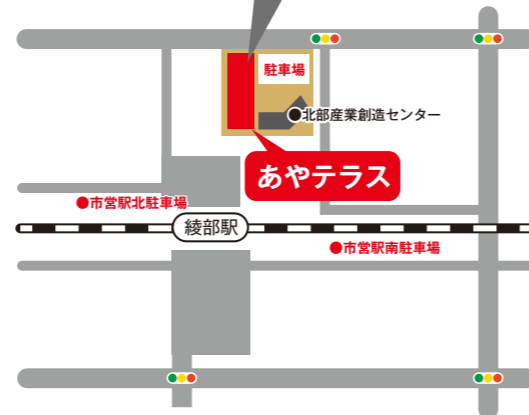 駐車場
北部産業創造センター
あやテラス
市営駅北駐車場
綾部駅
市営駅南駐車場